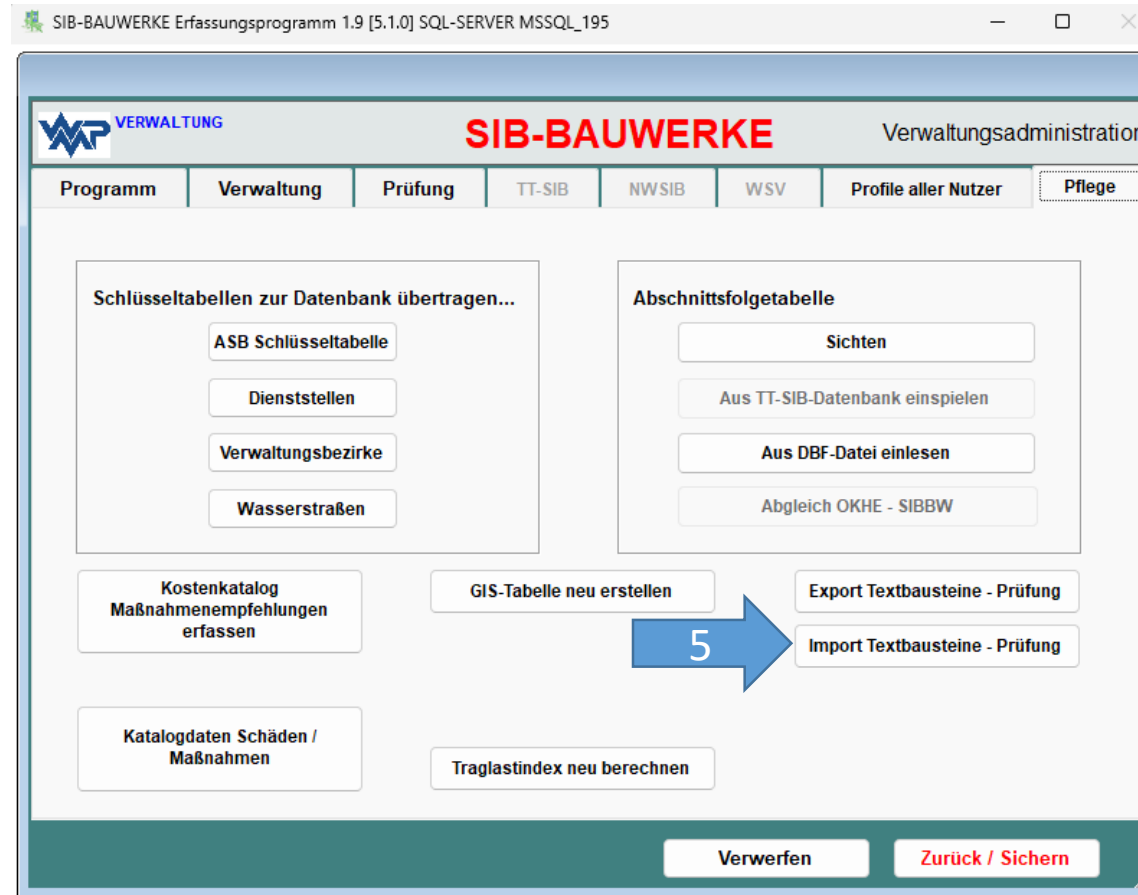 SIB-BAUWERKE Erfassungsprogramm 1.9 [5.1.0] SQL-SERVER MSSQL_195
WMP VERWALTUNG
SIB-BAUWERKE
Verwaltungsadministration
Programm
Verwaltung
Prüfung
TT-SIB
NWSIB
WSV
Profile aller Nutzer
Pflege
Schlüsseltabellen zur Datenbank übertragen...
ASB Schlüsseltabelle
Dienststellen
Verwaltungsbezirke
Wasserstraßen
Abschnittsfolgetabelle
Sichten
Aus TT-SIB-Datenbank einspielen
Aus DBF-Datei einlesen
Abgleich OKHE - SIBBW
Kostenkatalog
Maßnahmenempfehlungen
erfassen
GIS-Tabelle neu erstellen
Export Textbausteine - Prüfung
5
Import Textbausteine - Prüfung
Katalogdaten Schäden /
Maßnahmen
Traglastindex neu berechnen
Verwerfen
Zurück / Sichern